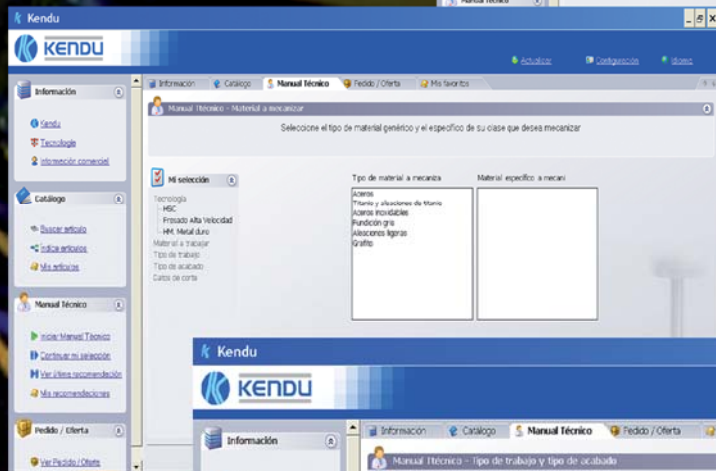 Manual Técnico
Kendu
KENDU
Actualizar Configuración Idioma
Información Catálogo Manual Técnico Pedido / Oferta Mis favoritos
Manual Ttécnico - Material a mecanizar
Seleccione el tipo de material genérico y el específico de su clase que desea mecanizar
Información
Kendu
Tecnología
Información comercial
Catálogo
Buscar artículo
Índice artículos
Mis artículos
Manual Técnico
Iniciar Manual Técnico
Continuar mi selección
Ver última recomendación
Mis recomendaciones
Pedido / Oferta
Ver Pedido / Oferta
Mi selección
Tecnología
HSC
Fresado Alta Velocidad
HM. Metal duro
Material a trabajar
Tipo de trabajo
Tipo de acabado
Datos de corte
Tipo de material a mecaniza
Aceros
Titanio y aleaciones de titanio
Aceros inoxidables
Fundición gris
Aleaciones ligeras
Grafito
Material específico a mecani
Kendu
KENDU
Información
Información Catálogo Manual Técnico Pedido / Oferta
Manual Ttécnico - Tipo de trabajo y tipo de acabado